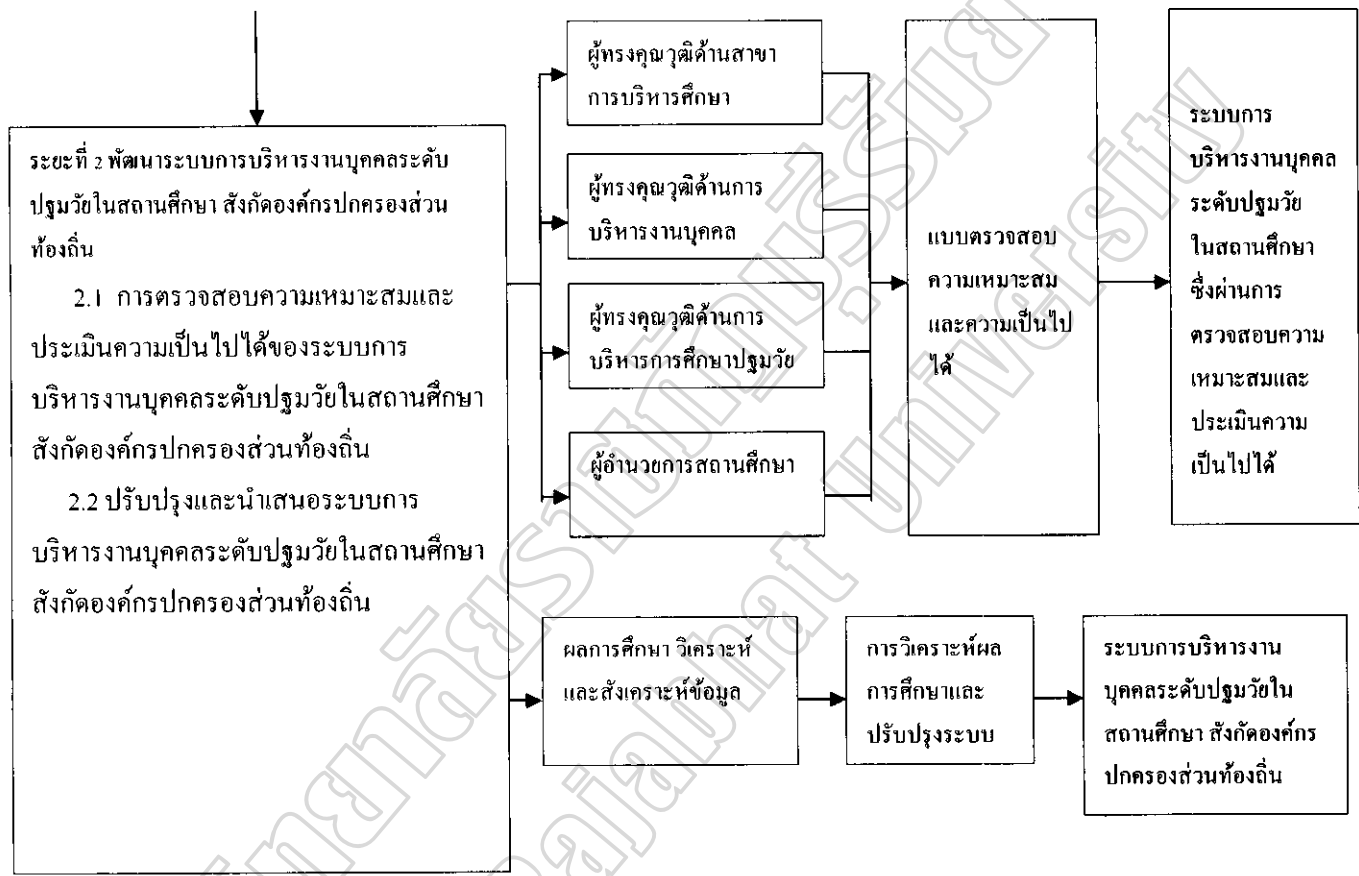 ระยะที่ 2 พัฒนาระบบการบริหารงานบุคคลระดับ
ปฐมวัยในสถานศึกษา สังกัดองค์กรปกครองส่วน
ท้องถิ่น
2.1 การตรวจสอบความเหมาะสมและ
ประเมินความเป็นไปได้ของระบบการ
บริหารงานบุคคลระดับปฐมวัยในสถานศึกษา
สังกัดองค์กรปกครองส่วนท้องถิ่น
2.2 ปรับปรุงและนำเสนอระบบการ
บริหารงานบุคคลระดับปฐมวัยในสถานศึกษา
สังกัดองค์กรปกครองส่วนท้องถิ่น
ผู้ทรงคุณวุฒิด้านสาขา
การบริหารศึกษา
ผู้ทรงคุณวุฒิด้านการ
บริหารงานบุคคล
ผู้ทรงคุณวุฒิด้านการ
บริหารการศึกษาปฐมวัย
ผู้อำนวยการสถานศึกษา
แบบตรวจสอบ
ความเหมาะสม
และความเป็นไป
ได้
ระบบการ
บริหารงานบุคคล
ระดับปฐมวัย
ในสถานศึกษา
ซึ่งผ่านการ
ตรวจสอบความ
เหมาะสมและ
ประเมินความ
เป็นไปได้
ผลการศึกษา วิเคราะห์
และสังเคราะห์ข้อมูล
การวิเคราะห์ผล
การศึกษาและ
ปรับปรุงระบบ
ระบบการบริหารงาน
บุคคลระดับปฐมวัยใน
สถานศึกษา สังกัดองค์กร
ปกครองส่วนท้องถิ่น
University